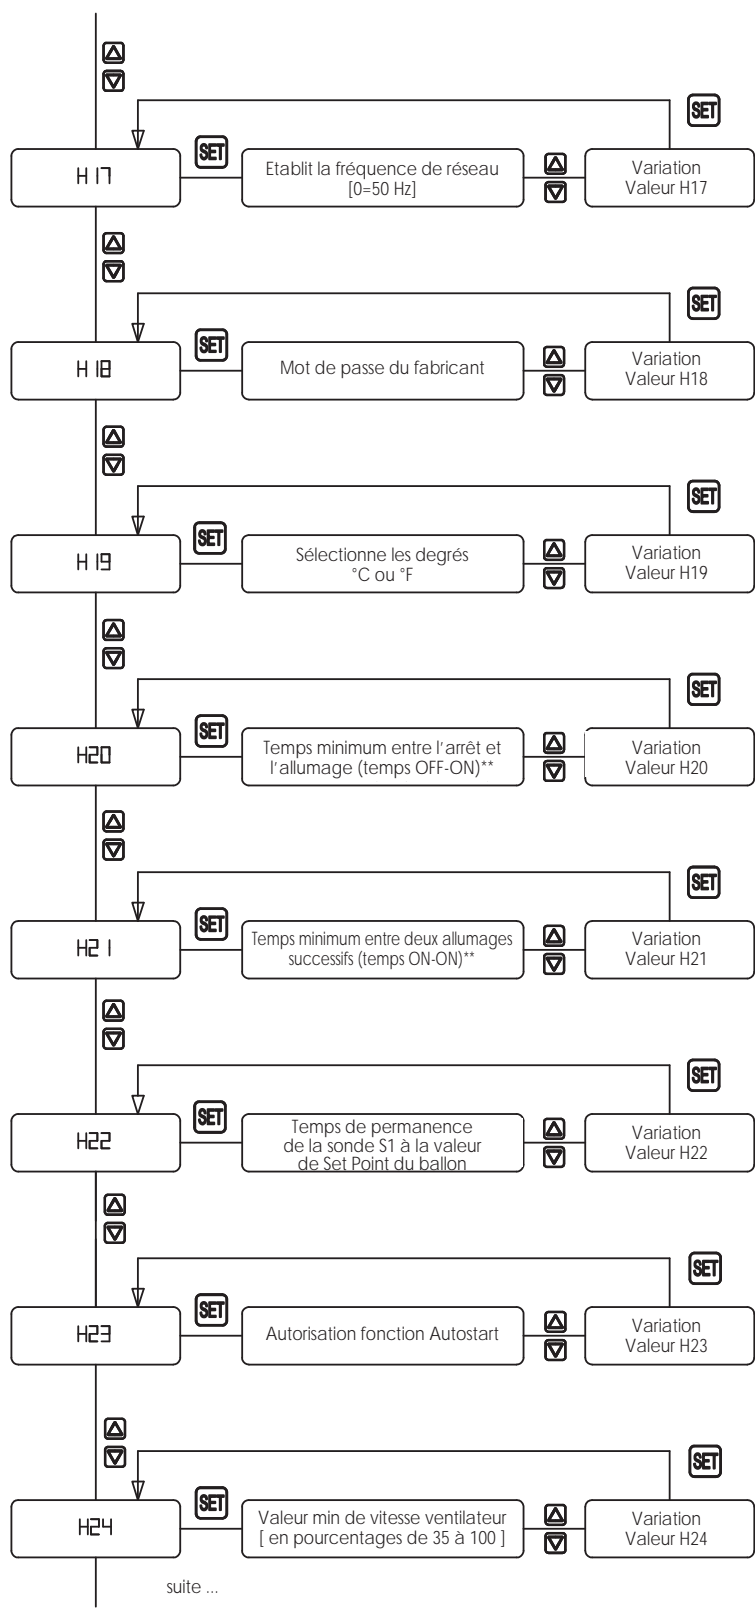 SET
H 17
SET
Etablit la fréquence de réseau
[0=50 Hz]
Variation
Valeur H17
SET
H 18
SET
Mot de passe du fabricant
Variation
Valeur H18
SET
H 19
SET
Sélectionne les degrés
°C ou °F
Variation
Valeur H19
SET
H20
SET
Temps minimum entre l'arrêt et
l'allumage (temps OFF-ON)**
Variation
Valeur H20
SET
H21
SET
Temps minimum entre deux allumages
successifs (temps ON-ON)**
Variation
Valeur H21
SET
H22
SET
Temps de permanence
de la sonde S1 à la valeur
de Set Point du ballon
Variation
Valeur H22
SET
H23
SET
Autorisation fonction Autostart
Variation
Valeur H23
SET
H24
SET
Valeur min de vitesse ventilateur
[ en pourcentages de 35 à 100 ]
Variation
Valeur H24
suite ...